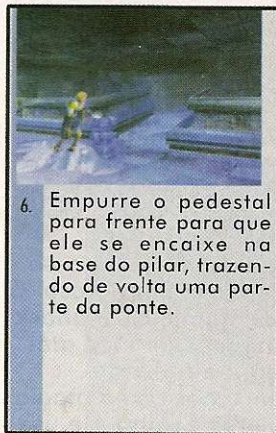 6. Empurre o pedestal
para frente para que
ele se encaixe na
base do pilar, trazen-
do de volta uma par-
te da ponte.